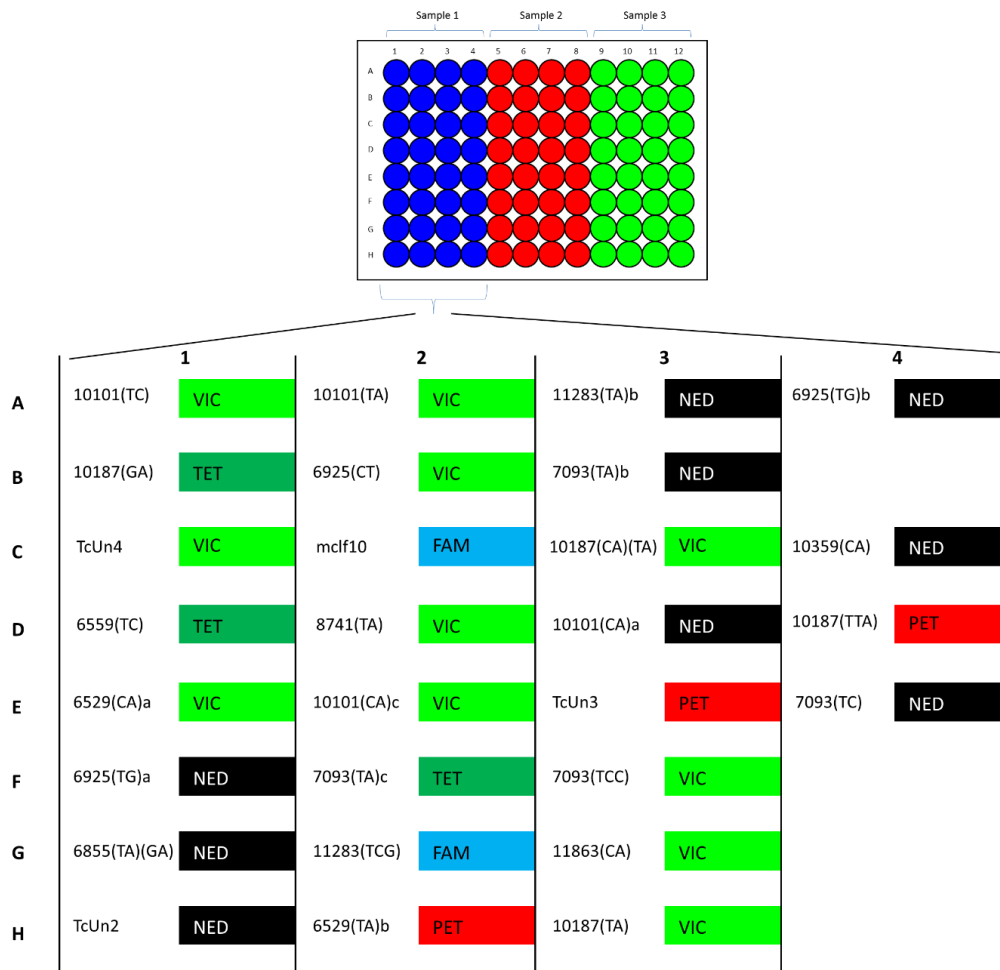 Sample 1 Sample 2 Sample 3
1 2 3 4 5 6 7 8 9 10 11 12
A
B
C
D
E
F
G
H
1 2 3 4
A 10101(TC) VIC 10101(TA) VIC 11283(TA)b NED 6925(TG)b NED
B 10187(GA) TET 6925(CT) VIC 7093(TA)b NED
C TcUn4 VIC mclf10 FAM 10187(CA)(TA) VIC 10359(CA) NED
D 6559(TC) TET 8741(TA) VIC 10101(CA)a NED 10187(TTA) PET
E 6529(CA)a VIC 10101(CA)c VIC TcUn3 PET 7093(TC) NED
F 6925(TG)a NED 7093(TA)c TET 7093(TCC) VIC
G 6855(TA)(GA) NED 11283(TCG) FAM 11863(CA) VIC
H TcUn2 NED 6529(TA)b PET 10187(TA) VIC